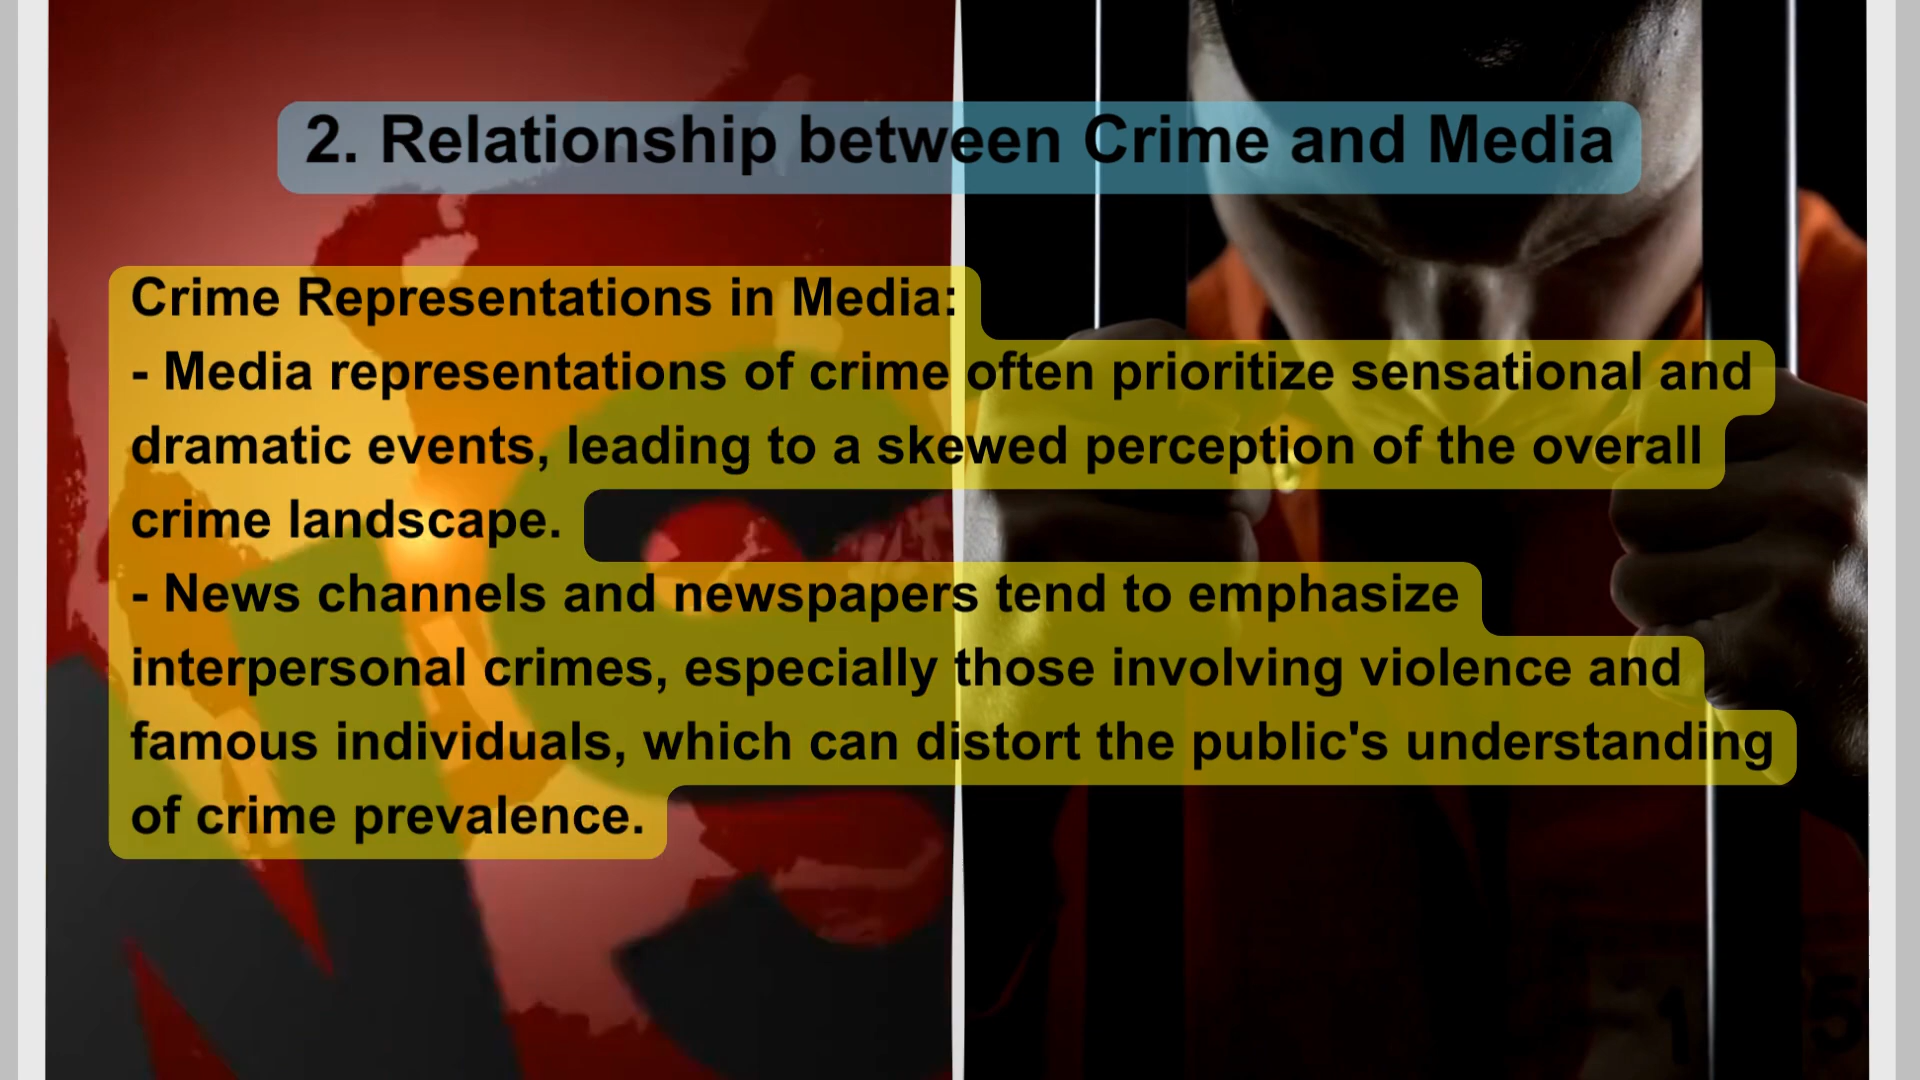 2. Relationship between Crime and Media
Crime Representations in Media:
- Media representations of crime often prioritize sensational and
dramatic events, leading to a skewed perception of the overall
crime landscape.
- News channels and newspapers tend to emphasize
interpersonal crimes, especially those involving violence and
famous individuals, which can distort the public's understanding
of crime prevalence.